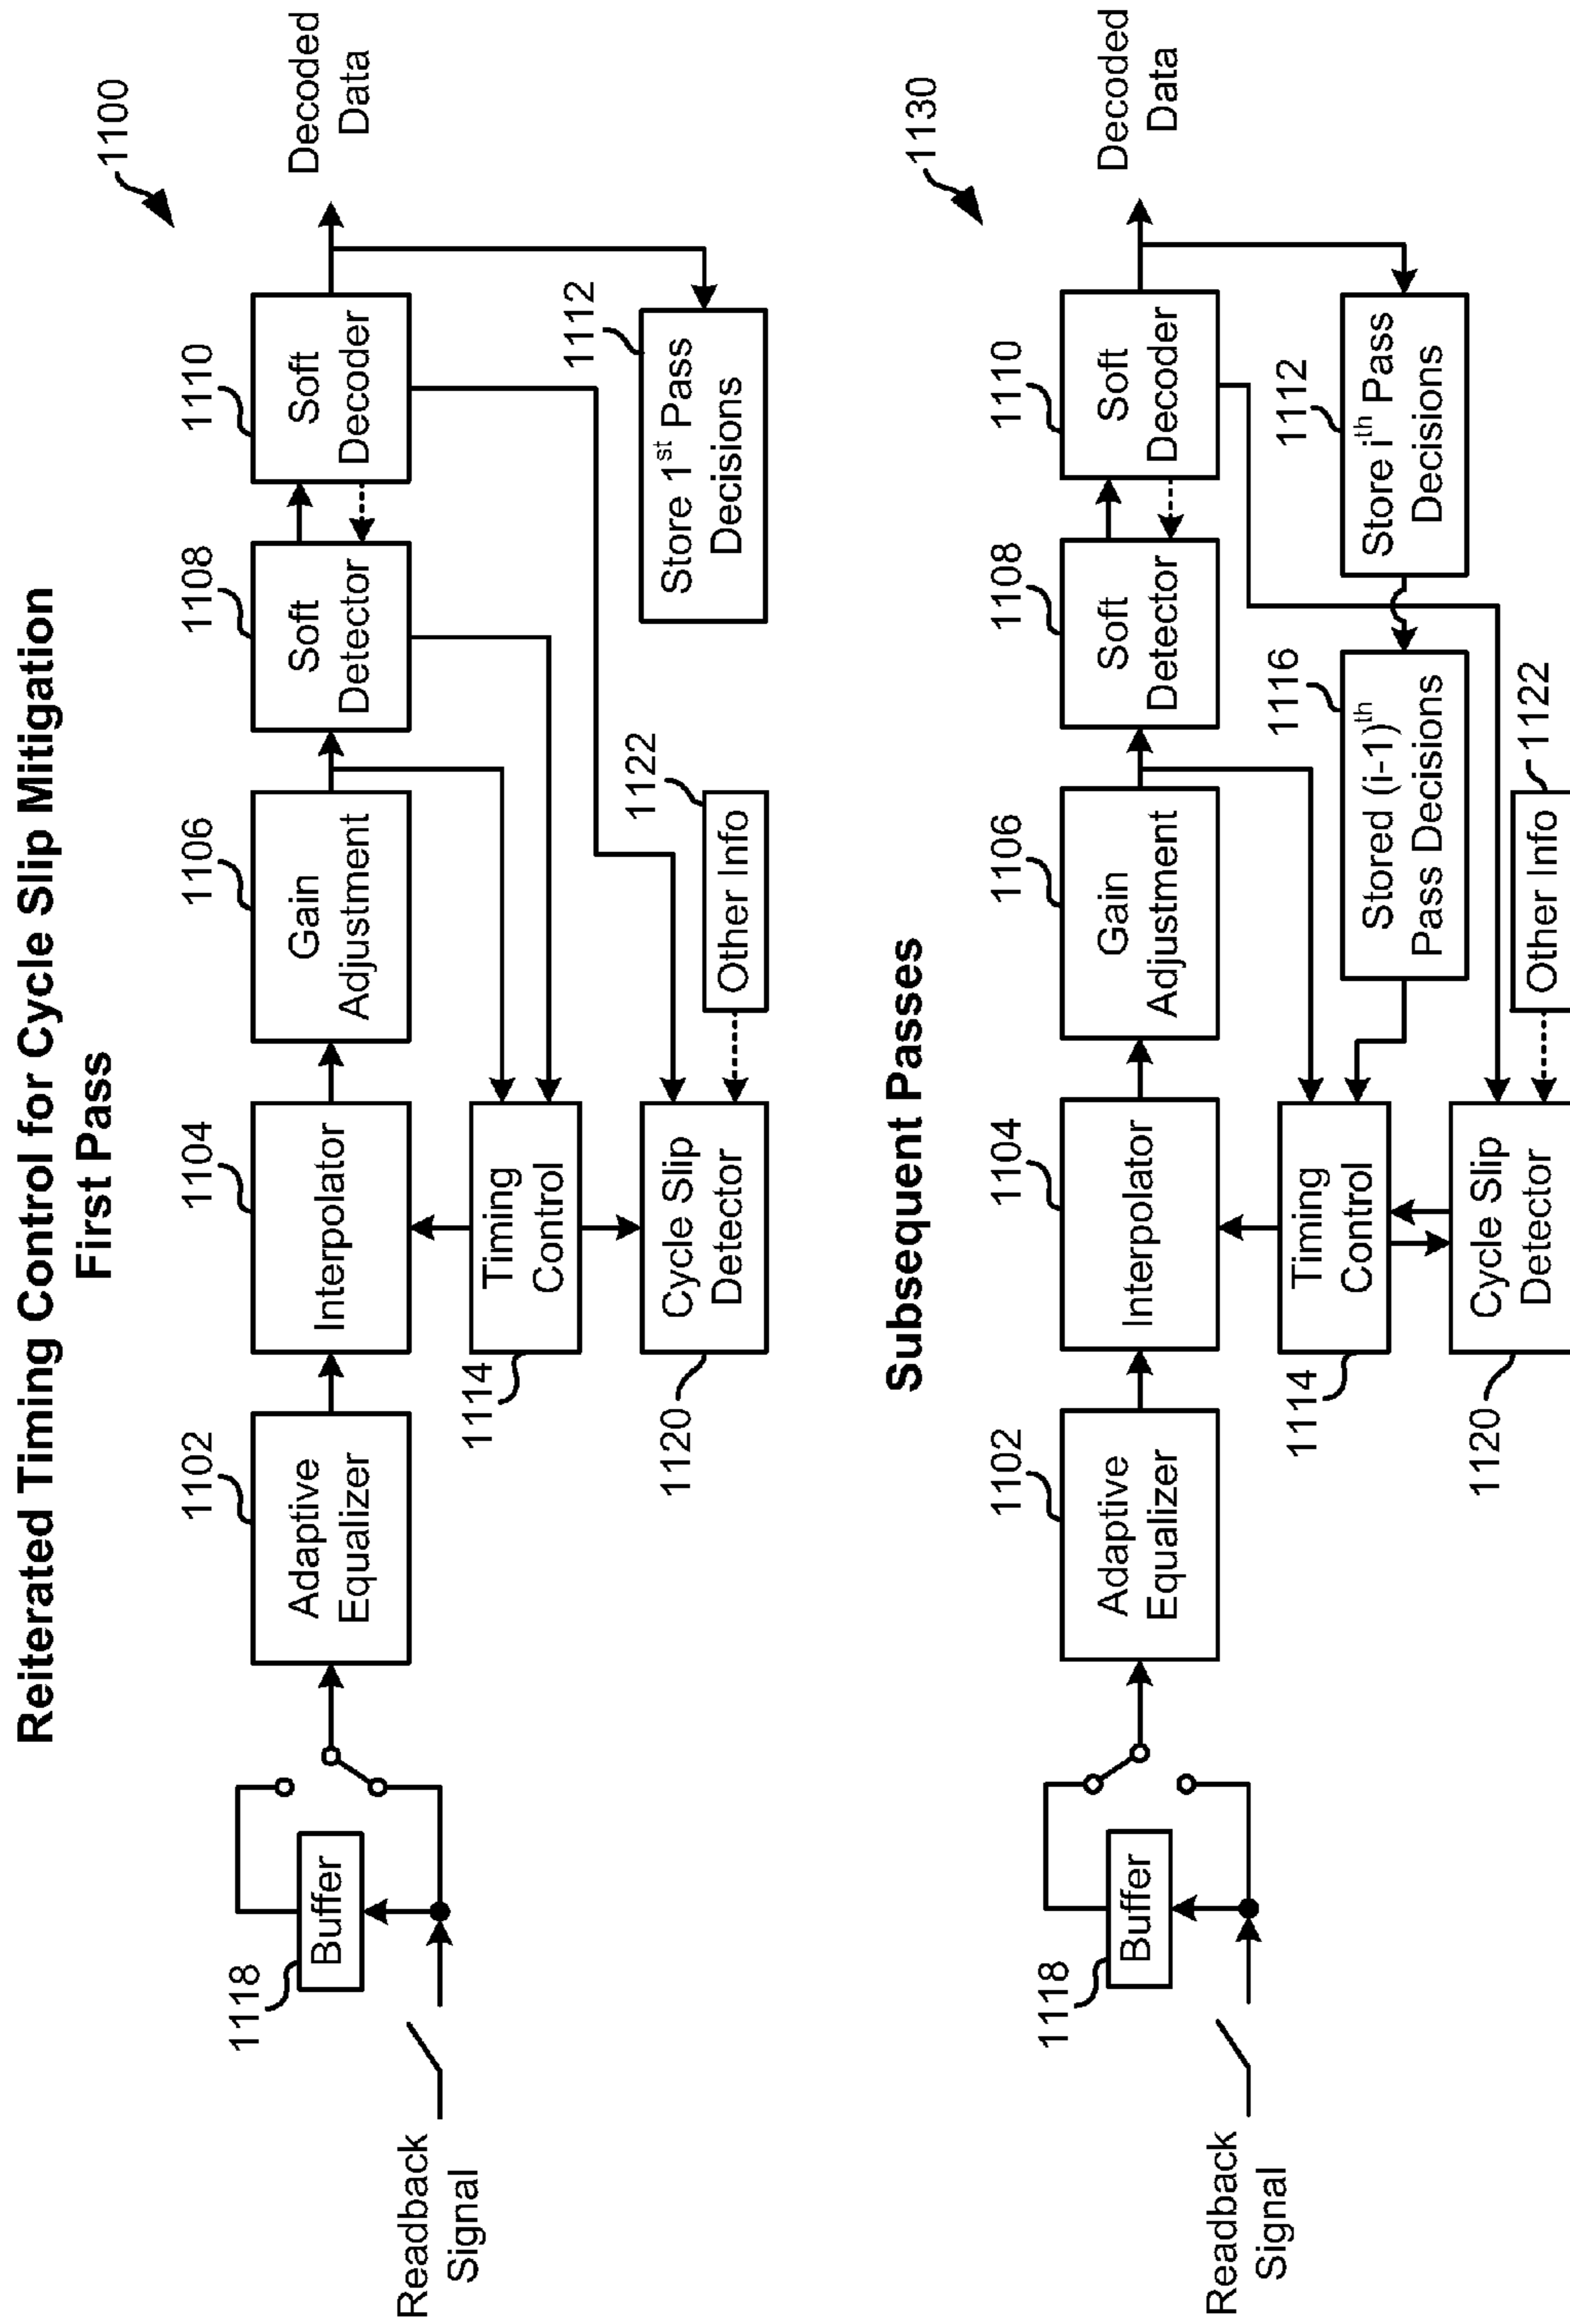 Reiterated Timing Control for Cycle Slip Mitigation
First Pass
1100
Readback
Signal
1118
Buffer
1102
Adaptive
Equalizer
1104
Interpolator
1106
Gain
Adjustment
1108
Soft
Detector
1110
Soft
Decoder
Decoded
Data
1114
Timing
Control
1120
Cycle Slip
Detector
1122
Other Info
1112
Store 1st Pass
Decisions
Subsequent Passes
1130
Readback
Signal
1118
Buffer
1102
Adaptive
Equalizer
1104
Interpolator
1106
Gain
Adjustment
1108
Soft
Detector
1110
Soft
Decoder
Decoded
Data
1114
Timing
Control
1116
Stored (i-1)th
Pass Decisions
1112
Store ith Pass
Decisions
1120
Cycle Slip
Detector
1122
Other Info